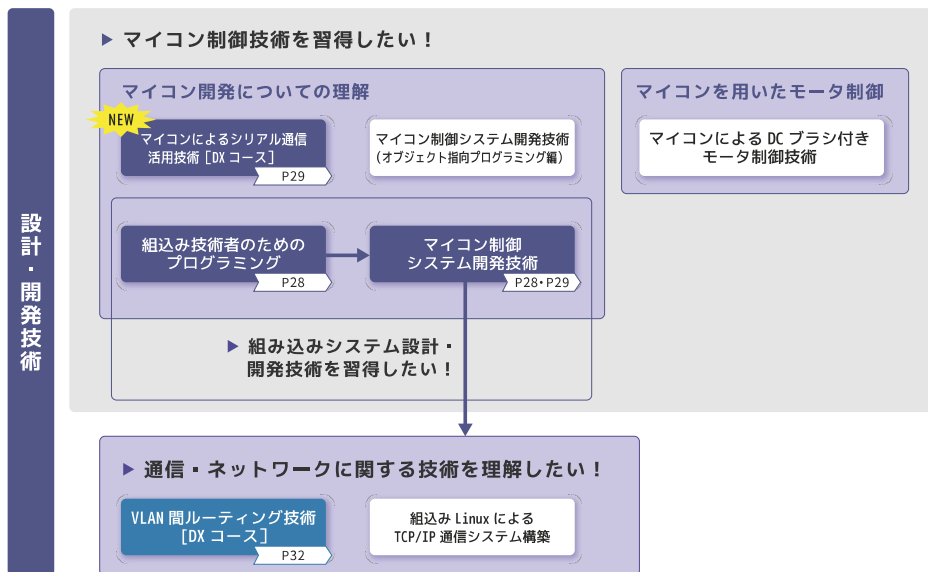 設計・開発技術
マイコン制御技術を習得したい！
マイコン開発についての理解
NEW
マイコンによるシリアル通信
活用技術［DX コース］
P29
マイコン制御システム開発技術
（オブジェクト指向プログラミング編）
マイコンを用いたモータ制御
マイコンによる DC ブラシ付き
モータ制御技術
組込み技術者のための
プログラミング
P28
マイコン制御
システム開発技術
P28・P29
組み込みシステム設計・
開発技術を習得したい！
通信・ネットワークに関する技術を理解したい！
VLAN 間ルーティング技術
［DX コース］
P32
組込み Linux による
TCP/IP 通信システム構築